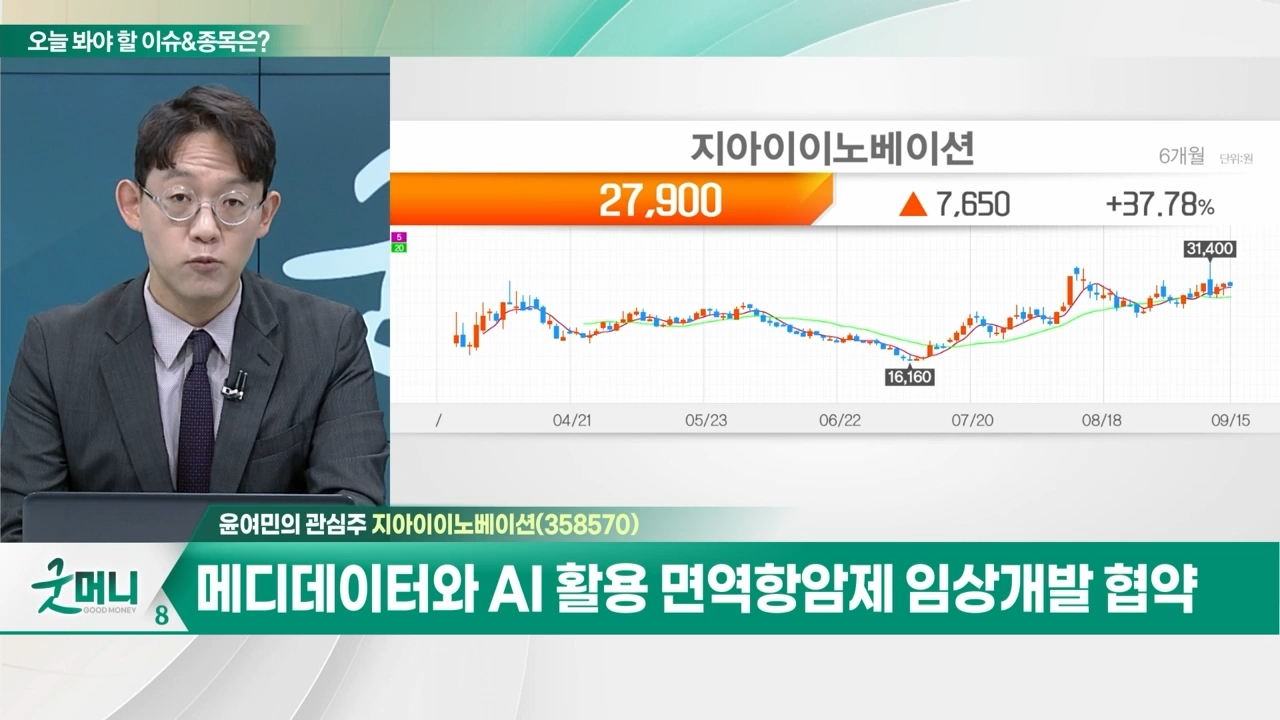 오늘 봐야 할 이슈&종목은?
지아이이노베이션
6개월 단위:원
27,900 ▲ 7,650 +37.78%
5
20
31,400
16,160
/ 04/21 05/23 06/22 07/20 08/18 09/15
윤여민의 관심주 지아이이노베이션(358570)
굿머니
GOOD MONEY
8
메디데이터와 AI 활용 면역항암제 임상개발 협약